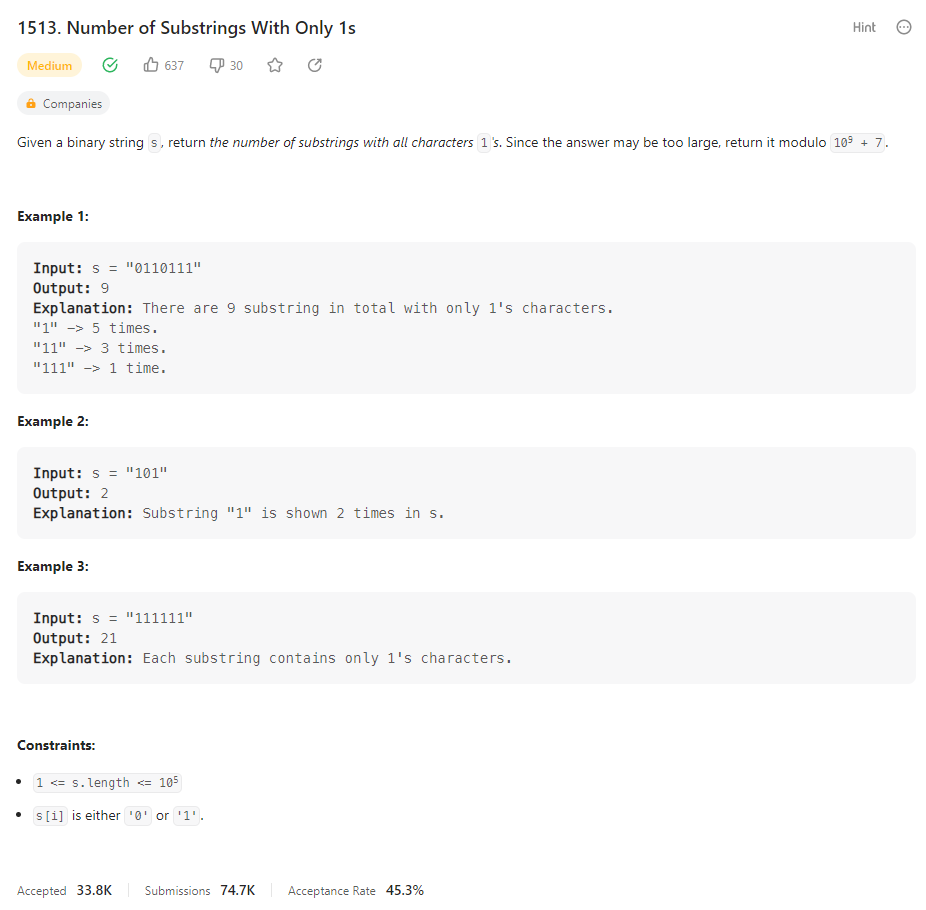 1513. Number of Substrings With Only 1s
Hint
Medium
637
30
Companies
Given a binary string s, return the number of substrings with all characters 1's. Since the answer may be too large, return it modulo 10⁹ + 7.
Example 1:
Input: s = "0110111"
Output: 9
Explanation: There are 9 substring in total with only 1's characters.
"1" -> 5 times.
"11" -> 3 times.
"111" -> 1 time.
Example 2:
Input: s = "101"
Output: 2
Explanation: Substring "1" is shown 2 times in s.
Example 3:
Input: s = "111111"
Output: 21
Explanation: Each substring contains only 1's characters.
Constraints:
• 1 <= s.length <= 10⁵
• s[i] is either '0' or '1'.
Accepted 33.8K Submissions 74.7K Acceptance Rate 45.3%